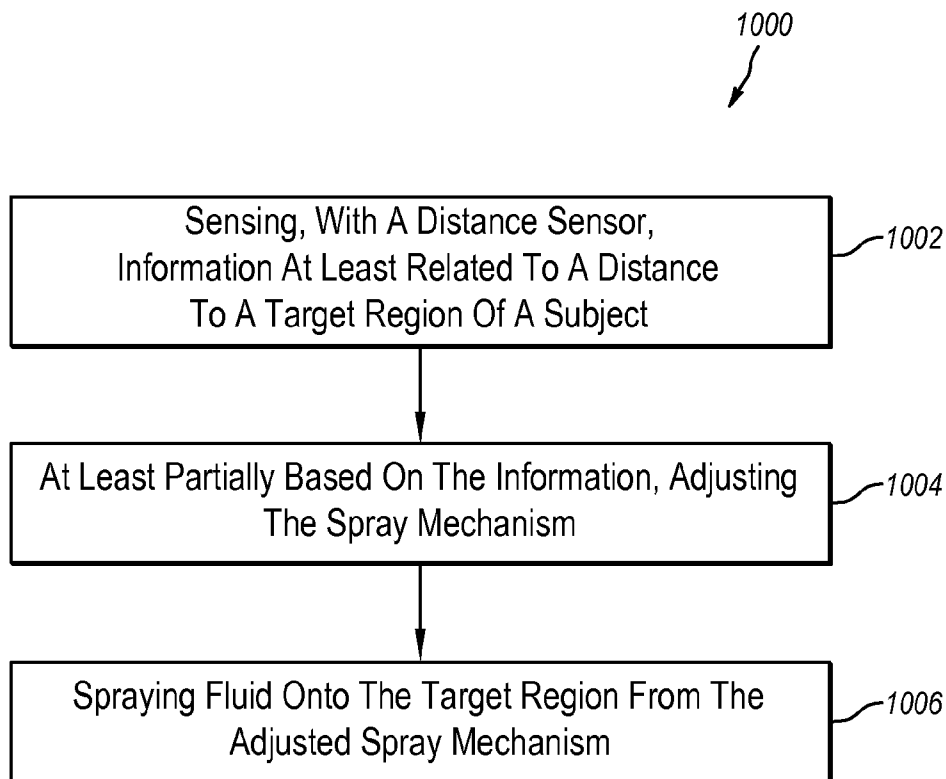 1000
Sensing, With A Distance Sensor,
Information At Least Related To A Distance
To A Target Region Of A Subject
1002
At Least Partially Based On The Information, Adjusting
The Spray Mechanism
1004
Spraying Fluid Onto The Target Region From The
Adjusted Spray Mechanism
1006